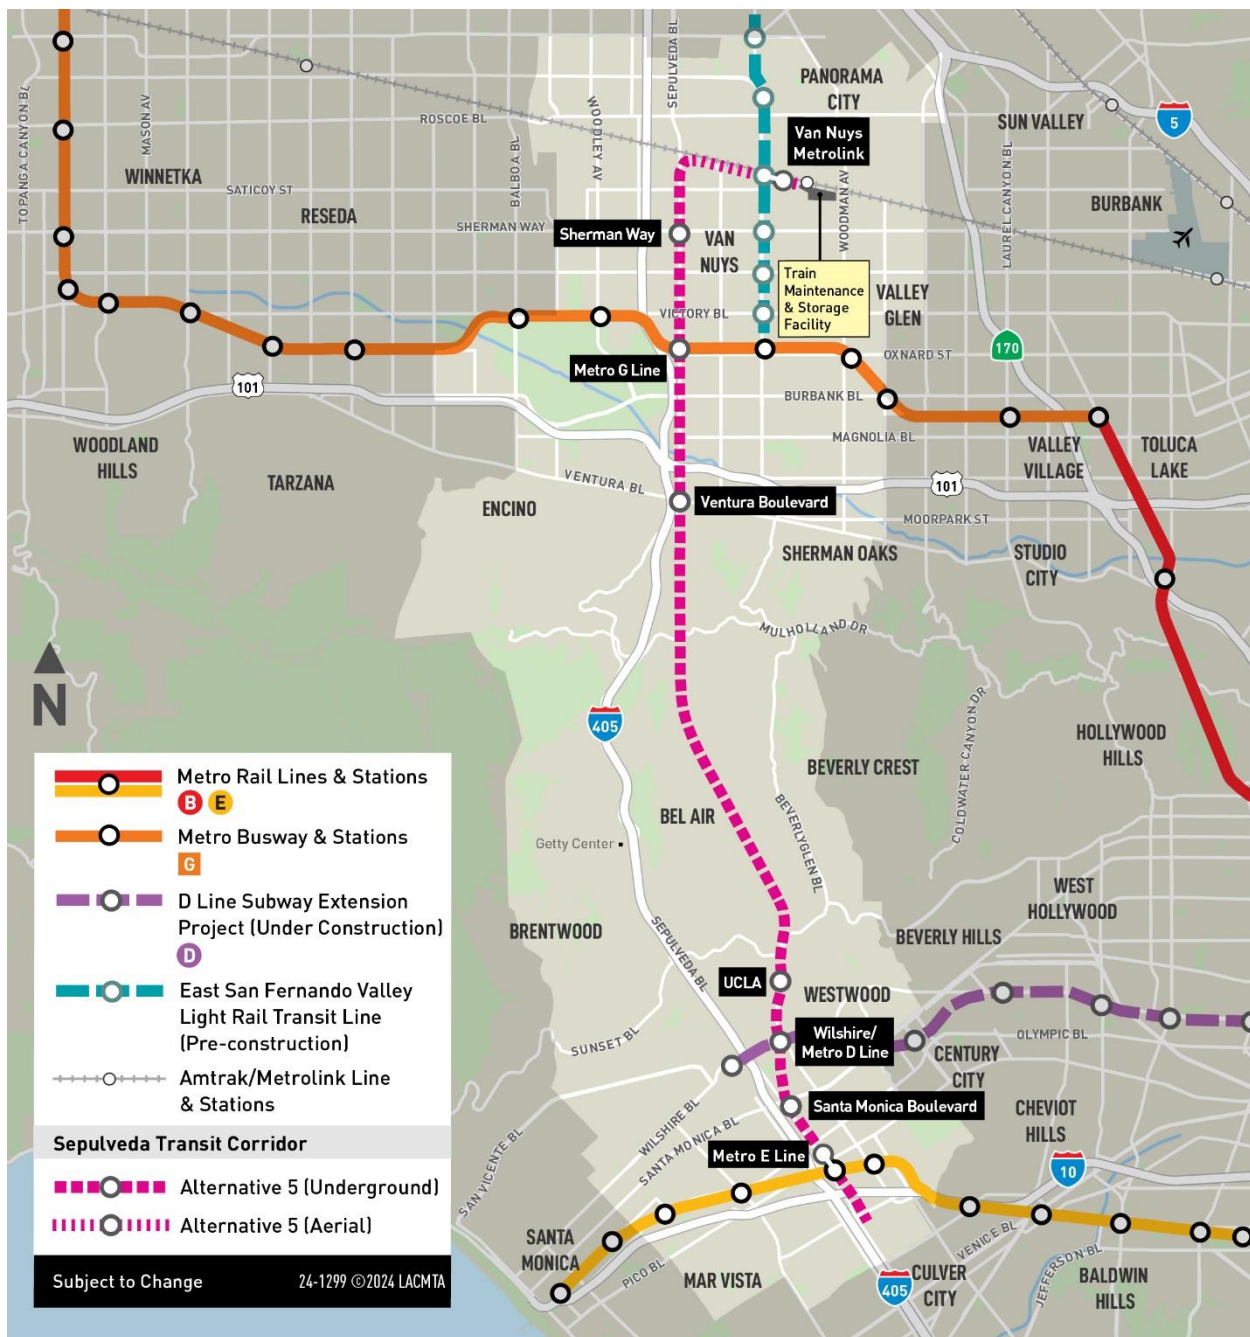 TOPANGA CANYON BL
MASON AV
WINNETKA
SATICOY ST
RESEDA
ROSCOE BL
BALBOA BL
SHERMAN WAY
WOODLEY AV
SEPULVEDA BL
PANORAMA
CITY
Van Nuys
Metrolink
SUN VALLEY
5
LAUREL CANYON BL
BURBANK
WOODMAN AV
Sherman Way
VAN
NUYS
Train
Maintenance
& Storage
Facility
VALLEY
GLEN
VICTORY BL
170
OXNARD ST
Metro G Line
101
BURBANK BL
MAGNOLIA BL
WOODLAND
HILLS
TARZANA
VENTURA BL
ENCINO
Ventura Boulevard
101
VALLEY
VILLAGE
TOLUCA
LAKE
MOORPARK ST
SHERMAN OAKS
STUDIO
CITY
MULHOLLAND DR
N
405
COLDWATER CANYON DR
HOLLYWOOD
HILLS
BEVERLY CREST
BEL AIR
BEVERLY GLEN BL
Getty Center
WEST
HOLLYWOOD
BRENTWOOD
SEPULVEDA BL
BEVERLY HILLS
UCLA
WESTWOOD
SUNSET BL
Wilshire/
Metro D Line
OLYMPIC BL
CENTURY
CITY
Santa Monica Boulevard
CHEVIOT
HILLS
WILSHIRE BL
SANTA MONICA BL
SAN VICENTE BL
Metro E Line
10
SANTA
MONICA
PICO BL
MAR VISTA
405
CULVER
CITY
VENICE BL
JEFFERSON BL
BALDWIN
HILLS
Metro Rail Lines & Stations
B E
Metro Busway & Stations
G
D Line Subway Extension
Project (Under Construction)
D
East San Fernando Valley
Light Rail Transit Line
(Pre-construction)
Amtrak/Metrolink Line
& Stations
Sepulveda Transit Corridor
Alternative 5 (Underground)
Alternative 5 (Aerial)
Subject to Change 24-1299 ©2024 LACMTA